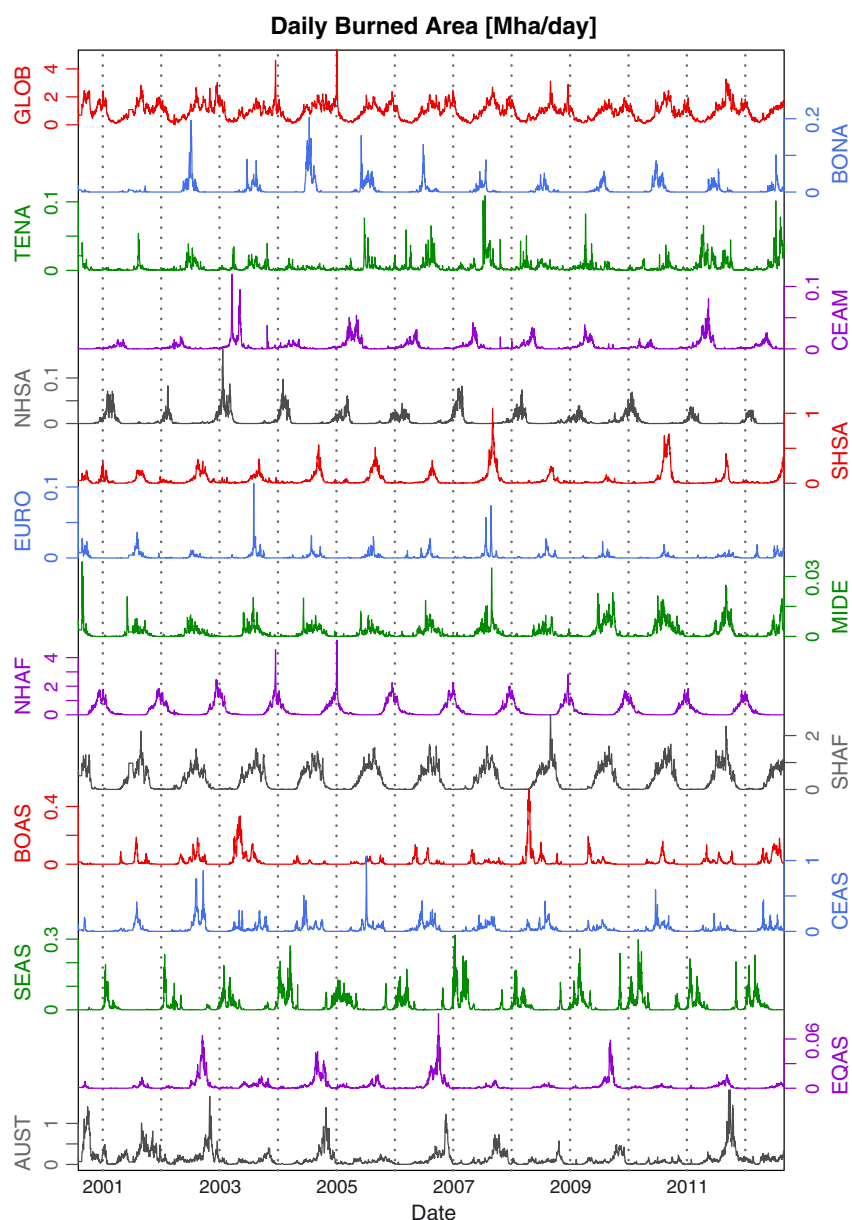 Daily Burned Area [Mha/day]
GLOB
0 2 4
BONA
0 0.2
TENA
0 0.1
CEAM
0 0.1
NHSA
0 0.1
SHSA
0 1
EURO
0 0.1
MIDE
0 0.03
NHAF
0 2 4
SHAF
0 2
BOAS
0 0.4
CEAS
0 1
SEAS
0 0.3
EQAS
0 0.06
AUST
0 1
2001 2003 2005 2007 2009 2011
Date